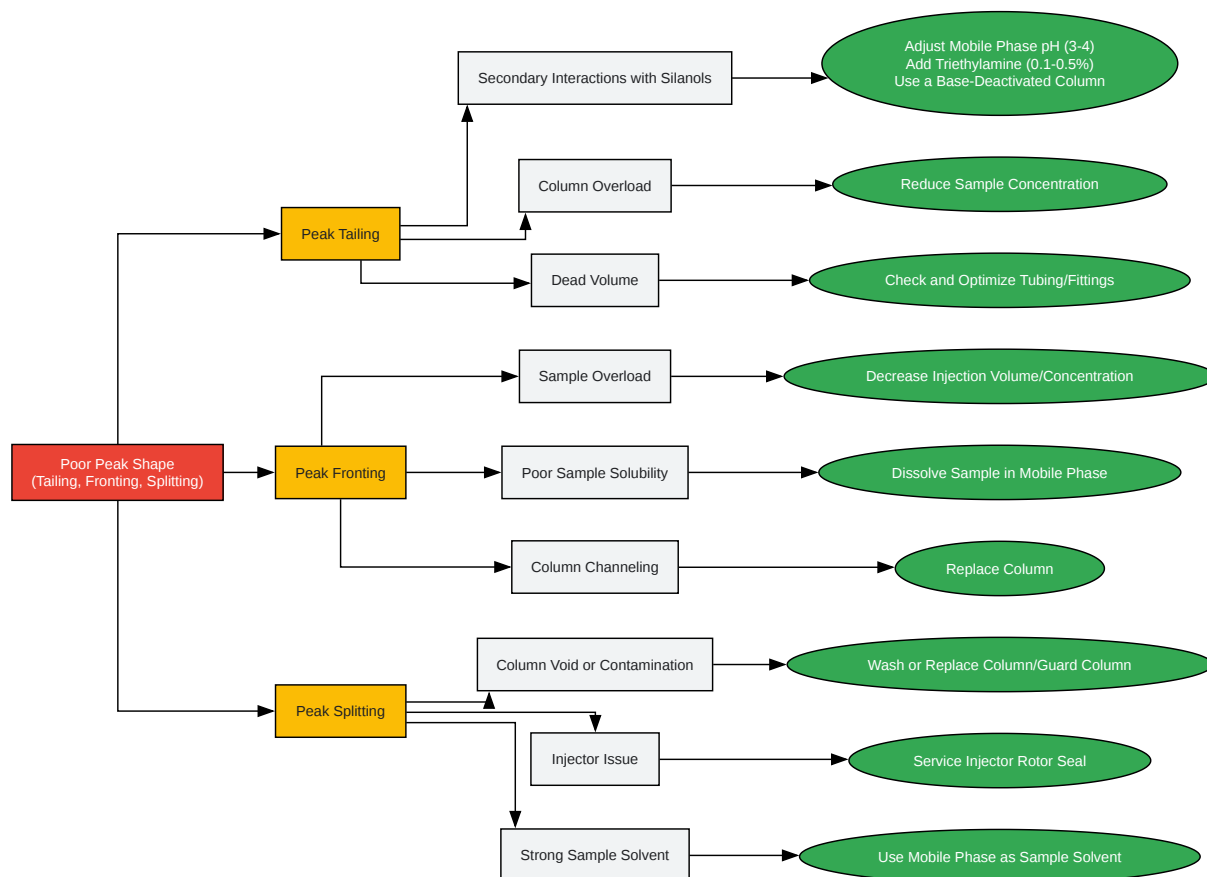 Adjust Mobile Phase pH (3-4)
Add Triethylamine (0.1-0.5%)
Use a Base-Deactivated Column
Secondary Interactions with Silanols
Column Overload
Reduce Sample Concentration
Peak Tailing
Dead Volume
Check and Optimize Tubing/Fittings
Sample Overload
Decrease Injection Volume/Concentration
Poor Peak Shape
(Tailing, Fronting, Splitting)
Peak Fronting
Poor Sample Solubility
Dissolve Sample in Mobile Phase
Column Channeling
Replace Column
Column Void or Contamination
Wash or Replace Column/Guard Column
Peak Splitting
Injector Issue
Service Injector Rotor Seal
Strong Sample Solvent
Use Mobile Phase as Sample Solvent